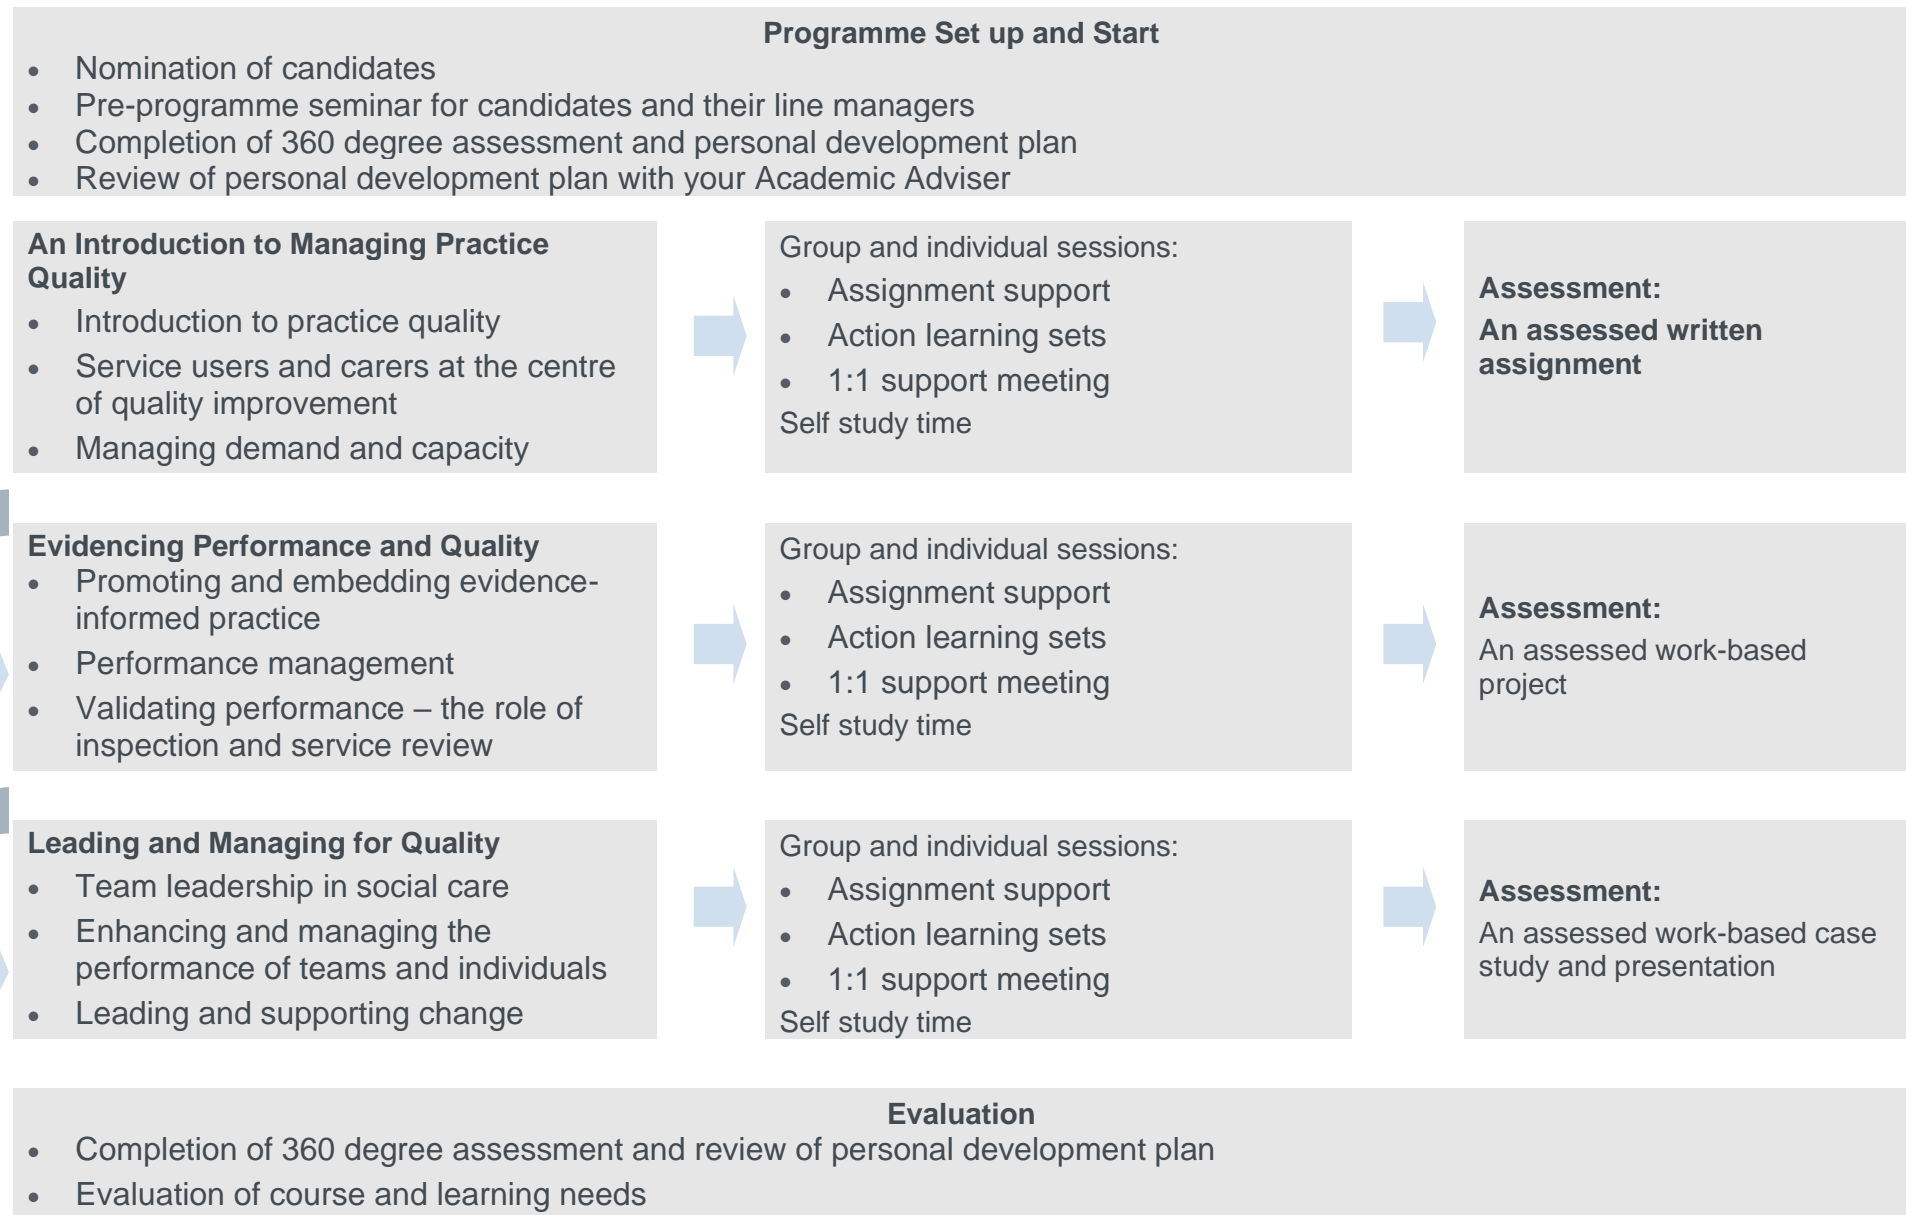 Programme Set up and Start
• Nomination of candidates
• Pre-programme seminar for candidates and their line managers
• Completion of 360 degree assessment and personal development plan
• Review of personal development plan with your Academic Adviser
An Introduction to Managing Practice
Quality
• Introduction to practice quality
• Service users and carers at the centre
of quality improvement
• Managing demand and capacity
Group and individual sessions:
• Assignment support
• Action learning sets
• 1:1 support meeting
Self study time
Assessment:
An assessed written
assignment
Evidencing Performance and Quality
• Promoting and embedding evidence-
informed practice
• Performance management
• Validating performance – the role of
inspection and service review
Group and individual sessions:
• Assignment support
• Action learning sets
• 1:1 support meeting
Self study time
Assessment:
An assessed work-based
project
Leading and Managing for Quality
• Team leadership in social care
• Enhancing and managing the
performance of teams and individuals
• Leading and supporting change
Group and individual sessions:
• Assignment support
• Action learning sets
• 1:1 support meeting
Self study time
Assessment:
An assessed work-based case
study and presentation
Evaluation
• Completion of 360 degree assessment and review of personal development plan
• Evaluation of course and learning needs